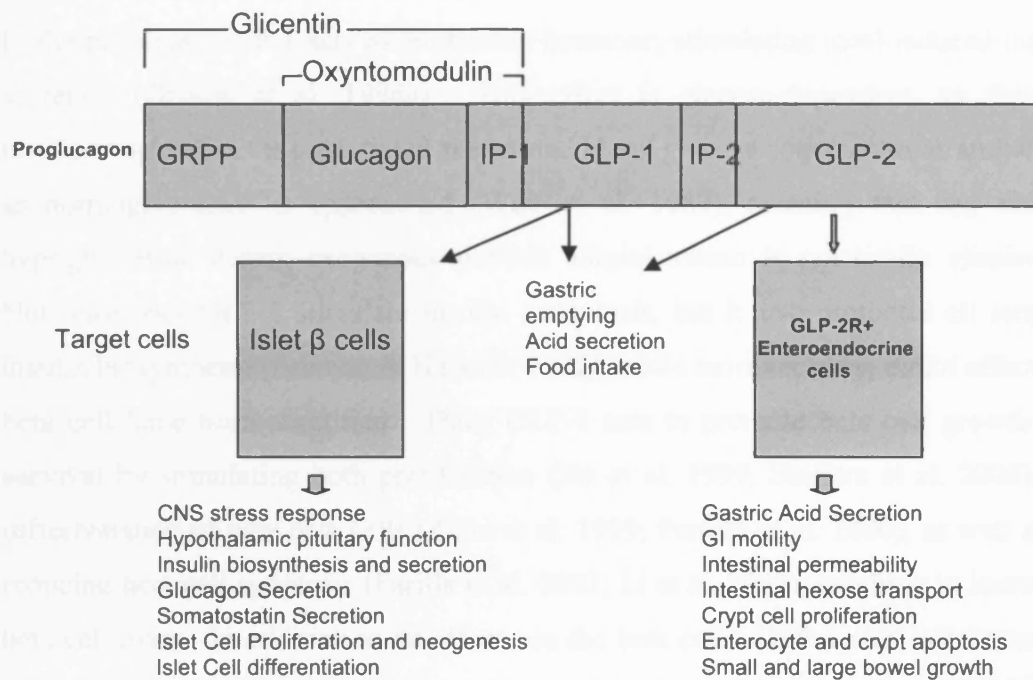 Glicentin
Oxyntomodulin
Proglucagon
GRPP
Glucagon
IP-1
GLP-1
IP-2
GLP-2
Target cells
Islet β cells
Gastric
emptying
Acid secretion
Food intake
GLP-2R+
Enteroendocrine
cells
CNS stress response
Hypothalamic pituitary function
Insulin biosynthesis and secretion
Glucagon Secretion
Somatostatin Secretion
Islet Cell Proliferation and neogenesis
Islet Cell differentiation
Gastric Acid Secretion
GI motility
Intestinal permeability
Intestinal hexose transport
Crypt cell proliferation
Enterocyte and crypt apoptosis
Small and large bowel growth